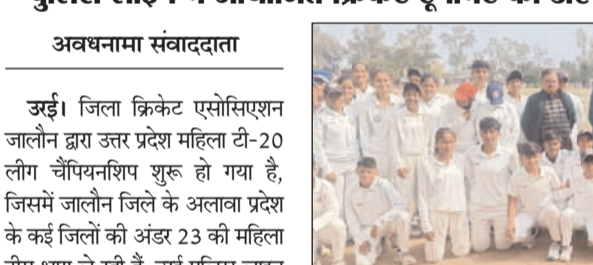 अवधनामा संवाददाता
उरई। जिला क्रिकेट एसोसिएशन
जालौन द्वारा उत्तर प्रदेश महिला टी-20
लीग चैंपियनशिप शुरू हो गया है,
जिसमें जालौन जिले के अलावा प्रदेश
के कई जिलों की अंडर 23 की महिला